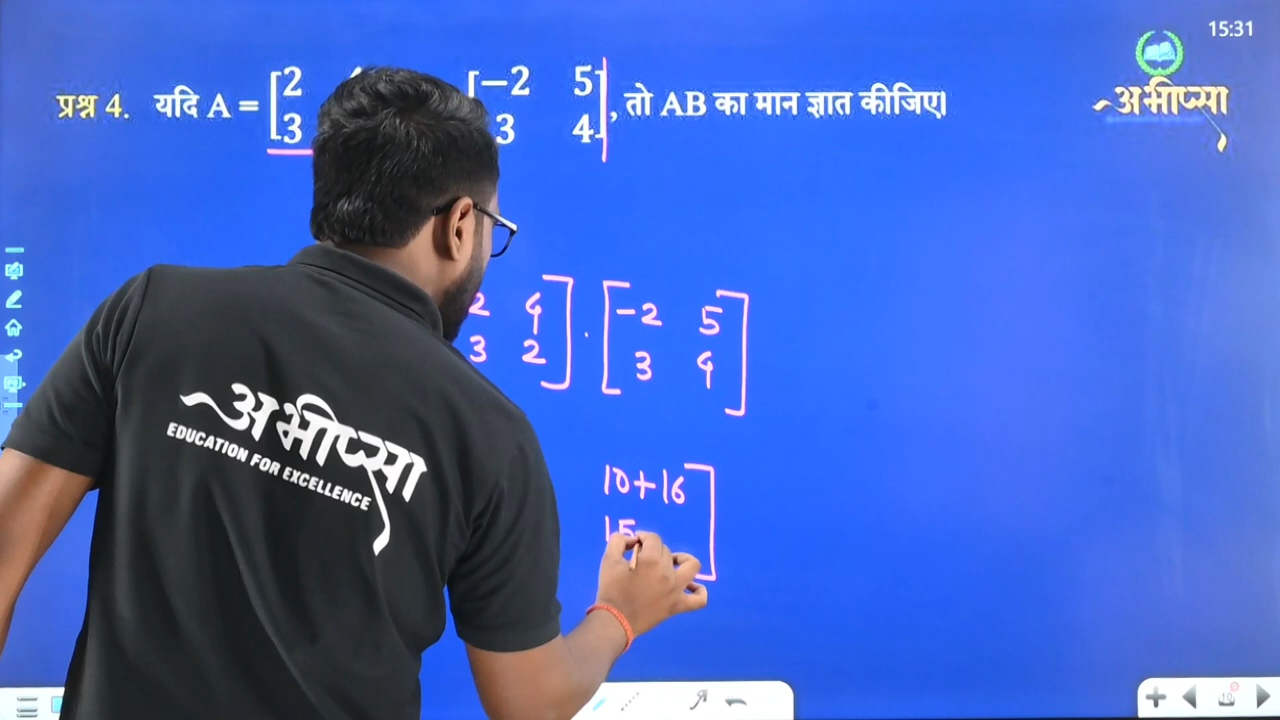 15:31
अभीप्सा
प्रश्न 4. यदि A = [2
3
[−2 5]
3 4], तो AB का मान ज्ञात कीजिए।
2 4] · [-2 5]
3 2] [3 4]
10+16]
15
अभीप्सा
EDUCATION FOR EXCELLENCE